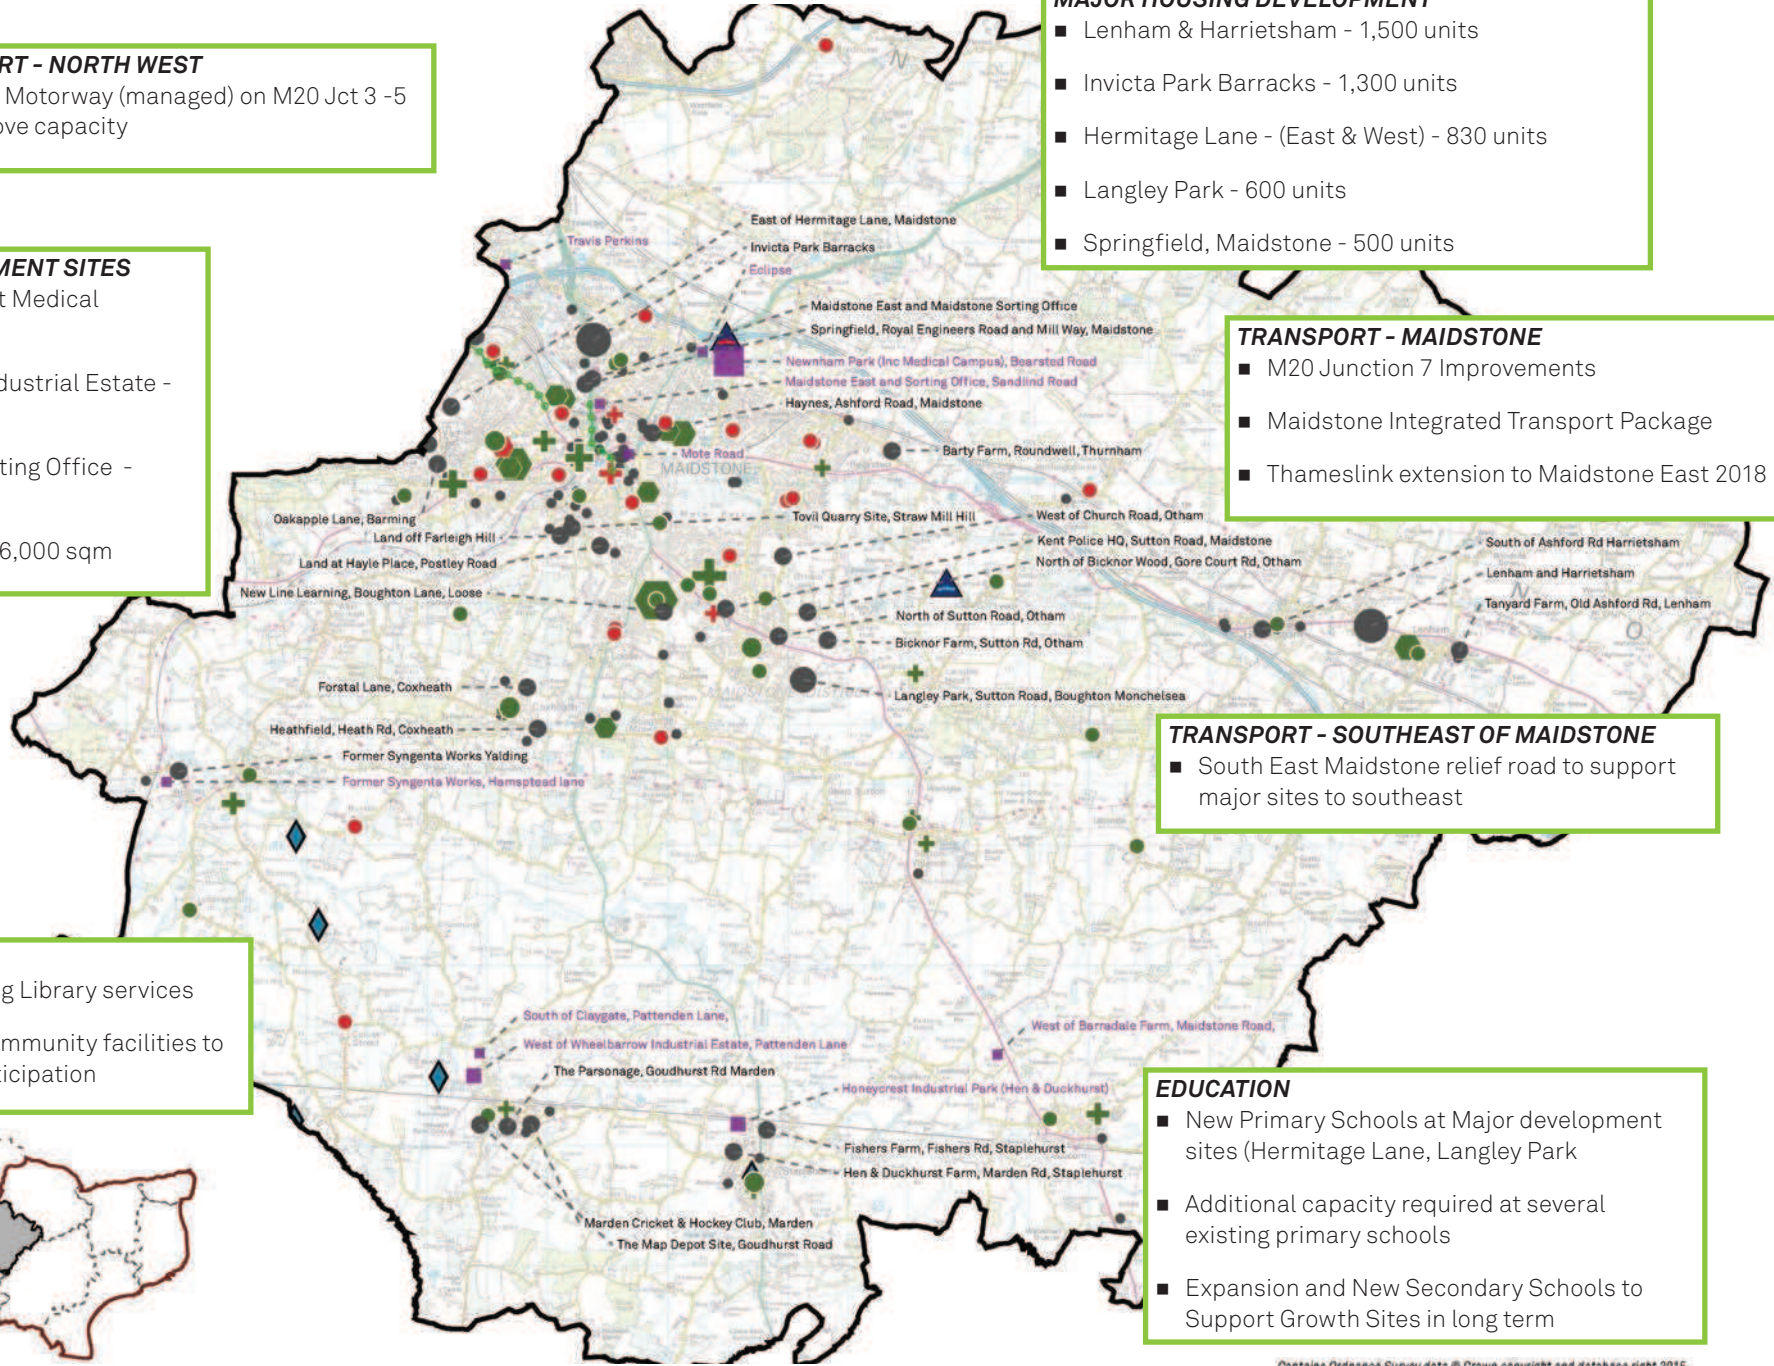 MAJOR HOUSING DEVELOPMENT
■ Lenham & Harrietsham - 1,500 units
■ Invicta Park Barracks - 1,300 units
■ Hermitage Lane - (East & West) - 830 units
■ Langley Park - 600 units
■ Springfield, Maidstone - 500 units
RT - NORTH WEST
Motorway (managed) on M20 Jct 3 -5
ove capacity
MENT SITES
t Medical
dustrial Estate -
ting Office -
6,000 sqm
TRANSPORT - MAIDSTONE
■ M20 Junction 7 Improvements
■ Maidstone Integrated Transport Package
■ Thameslink extension to Maidstone East 2018
TRANSPORT - SOUTHEAST OF MAIDSTONE
■ South East Maidstone relief road to support
major sites to southeast
g Library services
mmunity facilities to
ticipation
EDUCATION
■ New Primary Schools at Major development
sites (Hermitage Lane, Langley Park
■ Additional capacity required at several
existing primary schools
■ Expansion and New Secondary Schools to
Support Growth Sites in long term
East of Hermitage Lane, Maidstone
Travis Perkins
Invicta Park Barracks
Eclipse
Maidstone East and Maidstone Sorting Office
Springfield, Royal Engineers Road and Mill Way, Maidstone
Newnham Park (Inc Medical Campus), Bearsted Road
Maidstone East and Sorting Office, Sandlind Road
Haynes, Ashford Road, Maidstone
Barty Farm, Roundwell, Thurnham
Mote Road
MAIDSTONE
Oakapple Lane, Barming
Tovil Quarry Site, Straw Mill Hill
West of Church Road, Otham
Land off Farleigh Hill
Kent Police HQ, Sutton Road, Maidstone
South of Ashford Rd Harrietsham
Land at Hayle Place, Postley Road
North of Bicknor Wood, Gore Court Rd, Otham
Lenham and Harrietsham
New Line Learning, Boughton Lane, Loose
Tanyard Farm, Old Ashford Rd, Lenham
North of Sutton Road, Otham
Bicknor Farm, Sutton Rd, Otham
Forstal Lane, Coxheath
Langley Park, Sutton Road, Boughton Monchelsea
Heathfield, Heath Rd, Coxheath
Former Syngenta Works Yalding
Former Syngenta Works, Hamsptead lane
South of Claygate, Pattenden Lane,
West of Barradale Farm, Maidstone Road,
West of Wheelbarrow Industrial Estate, Pattenden Lane
The Parsonage, Goudhurst Rd Marden
Honeycrest Industrial Park (Hen & Duckhurst)
Fishers Farm, Fishers Rd, Staplehurst
Hen & Duckhurst Farm, Marden Rd, Staplehurst
Marden Cricket & Hockey Club, Marden
The Map Depot Site, Goudhurst Road
Contains Ordnance Survey data © Crown copyright and database right 2015